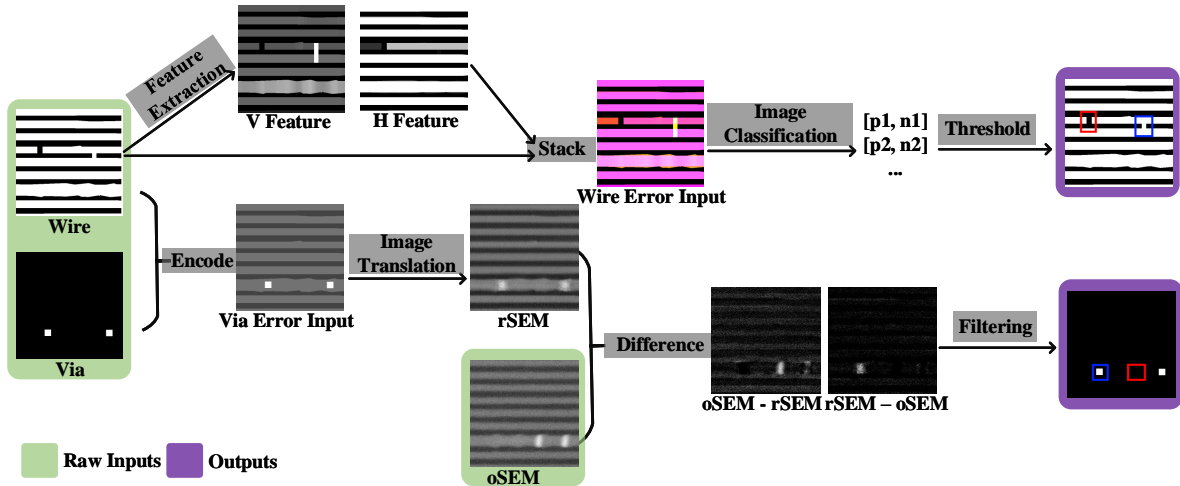 Feature
Extraction
V Feature
H Feature
Stack
Wire Error Input
Image
Classification
[p1, n1]
[p2, n2]
...
Threshold
Wire
Via
Encode
Via Error Input
Image
Translation
rSEM
oSEM
Difference
oSEM - rSEM
rSEM – oSEM
Filtering
Raw Inputs
Outputs